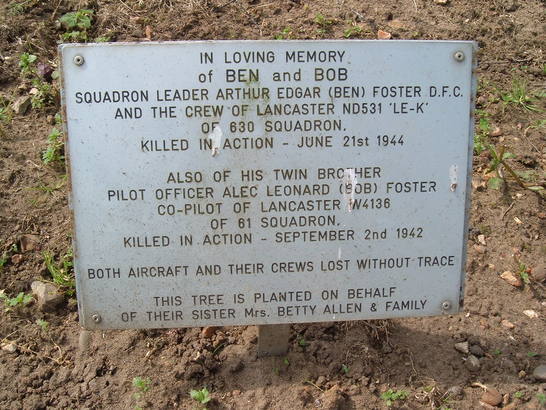 IN LOVING MEMORY
of BEN and BOB
SQUADRON LEADER ARTHUR EDGAR (BEN) FOSTER D.F.C.
AND THE CREW OF LANCASTER ND531 'LE-K'
OF 630 SQUADRON.
KILLED IN ACTION - JUNE 21st 1944
ALSO OF HIS TWIN BROTHER
PILOT OFFICER ALEC LEONARD (BOB) FOSTER
CO-PILOT OF LANCASTER W4136
OF 61 SQUADRON.
KILLED IN ACTION - SEPTEMBER 2nd 1942
BOTH AIRCRAFT AND THEIR CREWS LOST WITHOUT TRACE
THIS TREE IS PLANTED ON BEHALF
OF THEIR SISTER Mrs. BETTY ALLEN & FAMILY